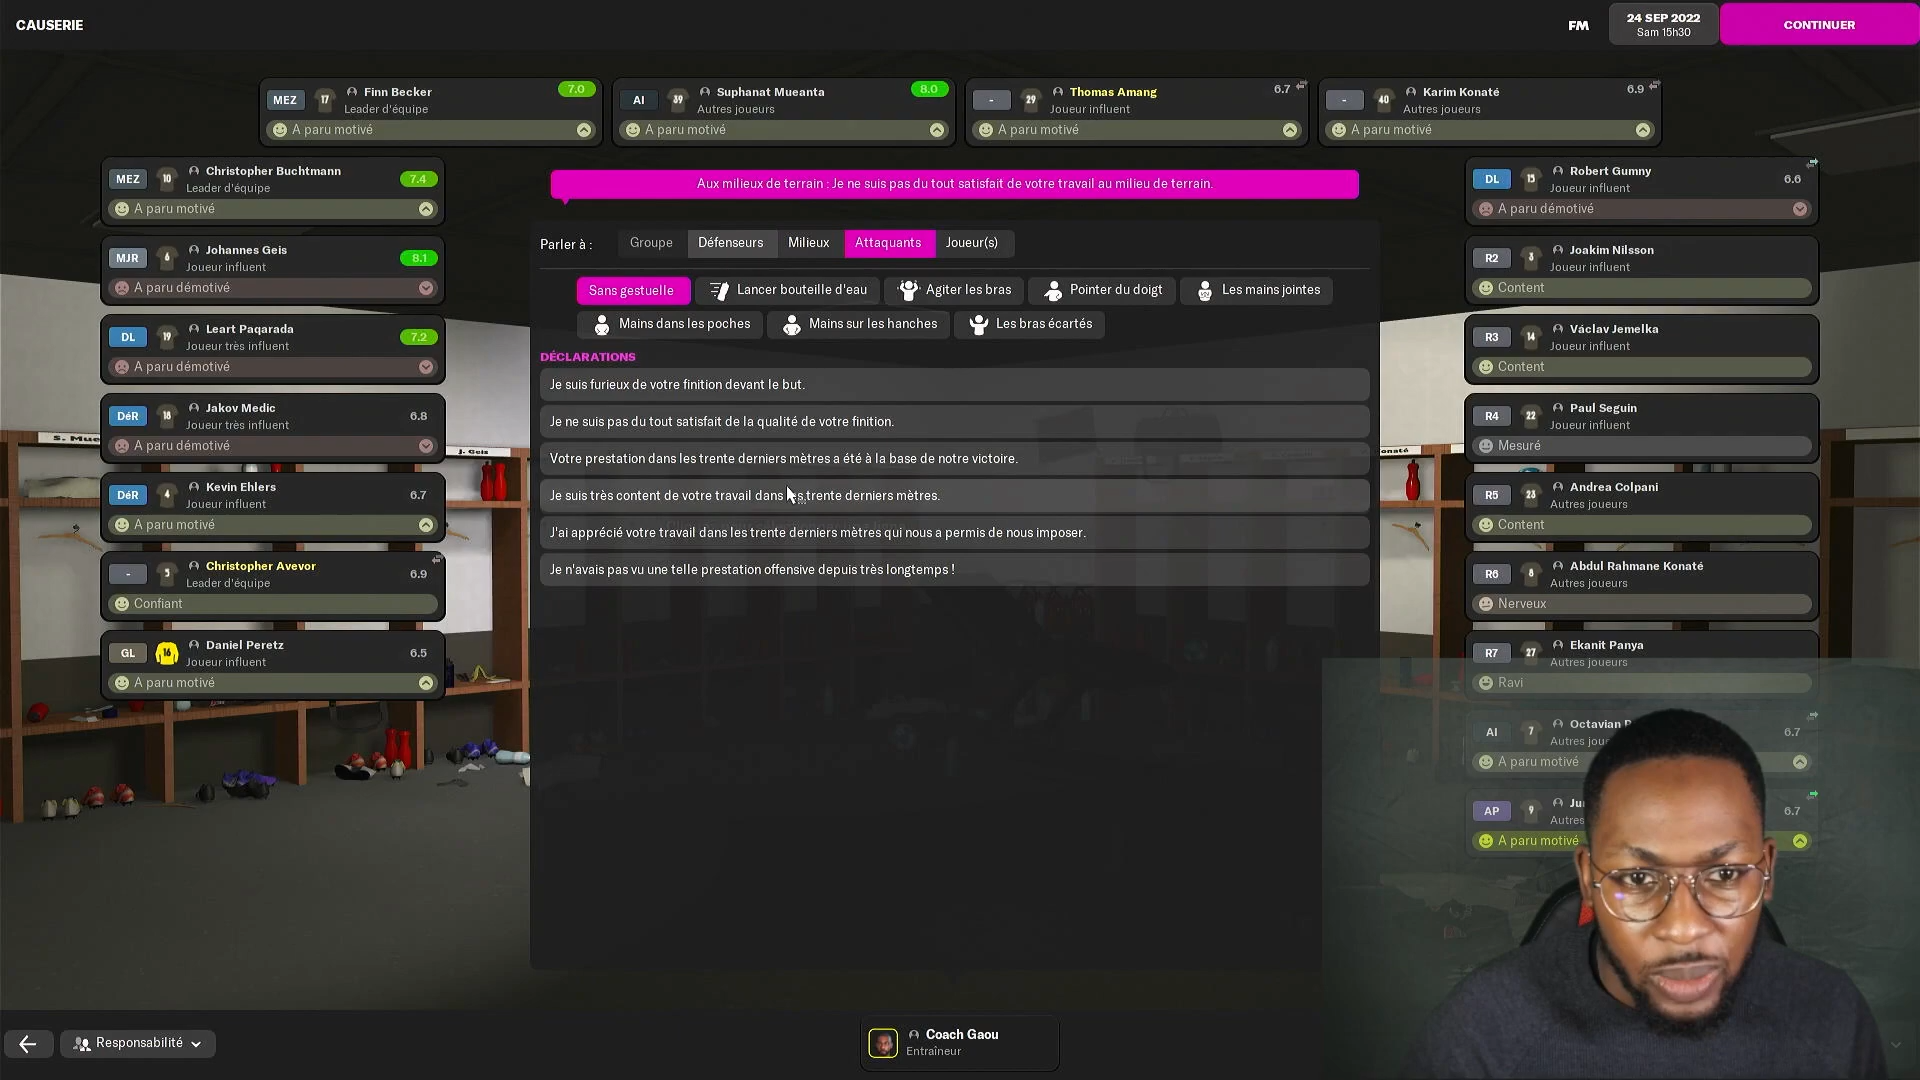 CAUSERIE
FM
24 SEP 2022
Sam 15h30
CONTINUER
MEZ 17 Finn Becker 7.0
Leader d'équipe
A paru motivé
AI 39 Suphanat Mueanta 8.0
Autres joueurs
A paru motivé
- 29 Thomas Amang 6.7
Joueur influent
A paru motivé
- 40 Karim Konaté 6.9
Autres joueurs
A paru motivé
MEZ 10 Christopher Buchtmann 7.4
Leader d'équipe
A paru motivé
MJR 6 Johannes Geis 8.1
Joueur influent
A paru démotivé
DL 19 Leart Paqarada 7.2
Joueur très influent
A paru démotivé
DéR 18 Jakov Medic 6.8
Joueur très influent
A paru démotivé
DéR 4 Kevin Ehlers 6.7
Leader d'équipe
A paru motivé
- 5 Christopher Avevor 6.9
Leader d'équipe
Confiant
GL 16 Daniel Peretz 6.5
Joueur influent
A paru motivé
S. Mue
J. Geis
Aux milieux de terrain : Je ne suis pas du tout satisfait de votre travail au milieu de terrain.
Parler à : Groupe Défenseurs Milieux Attaquants Joueur(s)
Sans gestuelle Lancer bouteille d'eau Agiter les bras Pointer du doigt Les mains jointes
Mains dans les poches Mains sur les hanches Les bras écartés
DÉCLARATIONS
Je suis furieux de votre finition devant le but.
Je ne suis pas du tout satisfait de la qualité de votre finition.
Votre prestation dans les trente derniers mètres a été à la base de notre victoire.
Je suis très content de votre travail dans les trente derniers mètres.
J'ai apprécié votre travail dans les trente derniers mètres qui nous a permis de nous imposer.
Je n'avais pas vu une telle prestation offensive depuis très longtemps !
DL 15 Robert Gumny 6.6
Joueur influent
A paru démotivé
R2 3 Joakim Nilsson
Joueur influent
Content
R3 14 Václav Jemelka
Joueur influent
Content
R4 22 Paul Seguin
Joueur influent
Mesuré
R5 23 Andrea Colpani
Autres joueurs
Content
R6 8 Abdul Rahmane Konaté
Autres joueurs
Nerveux
R7 27 Ekanit Panya
Autres joueurs
Ravi
AI 7 Octavian 6.7
Autres jou
A paru motivé
AP 9 Ju 6.7
Autres
A paru motivé
Responsabilité
Coach Gaou
Entraîneur